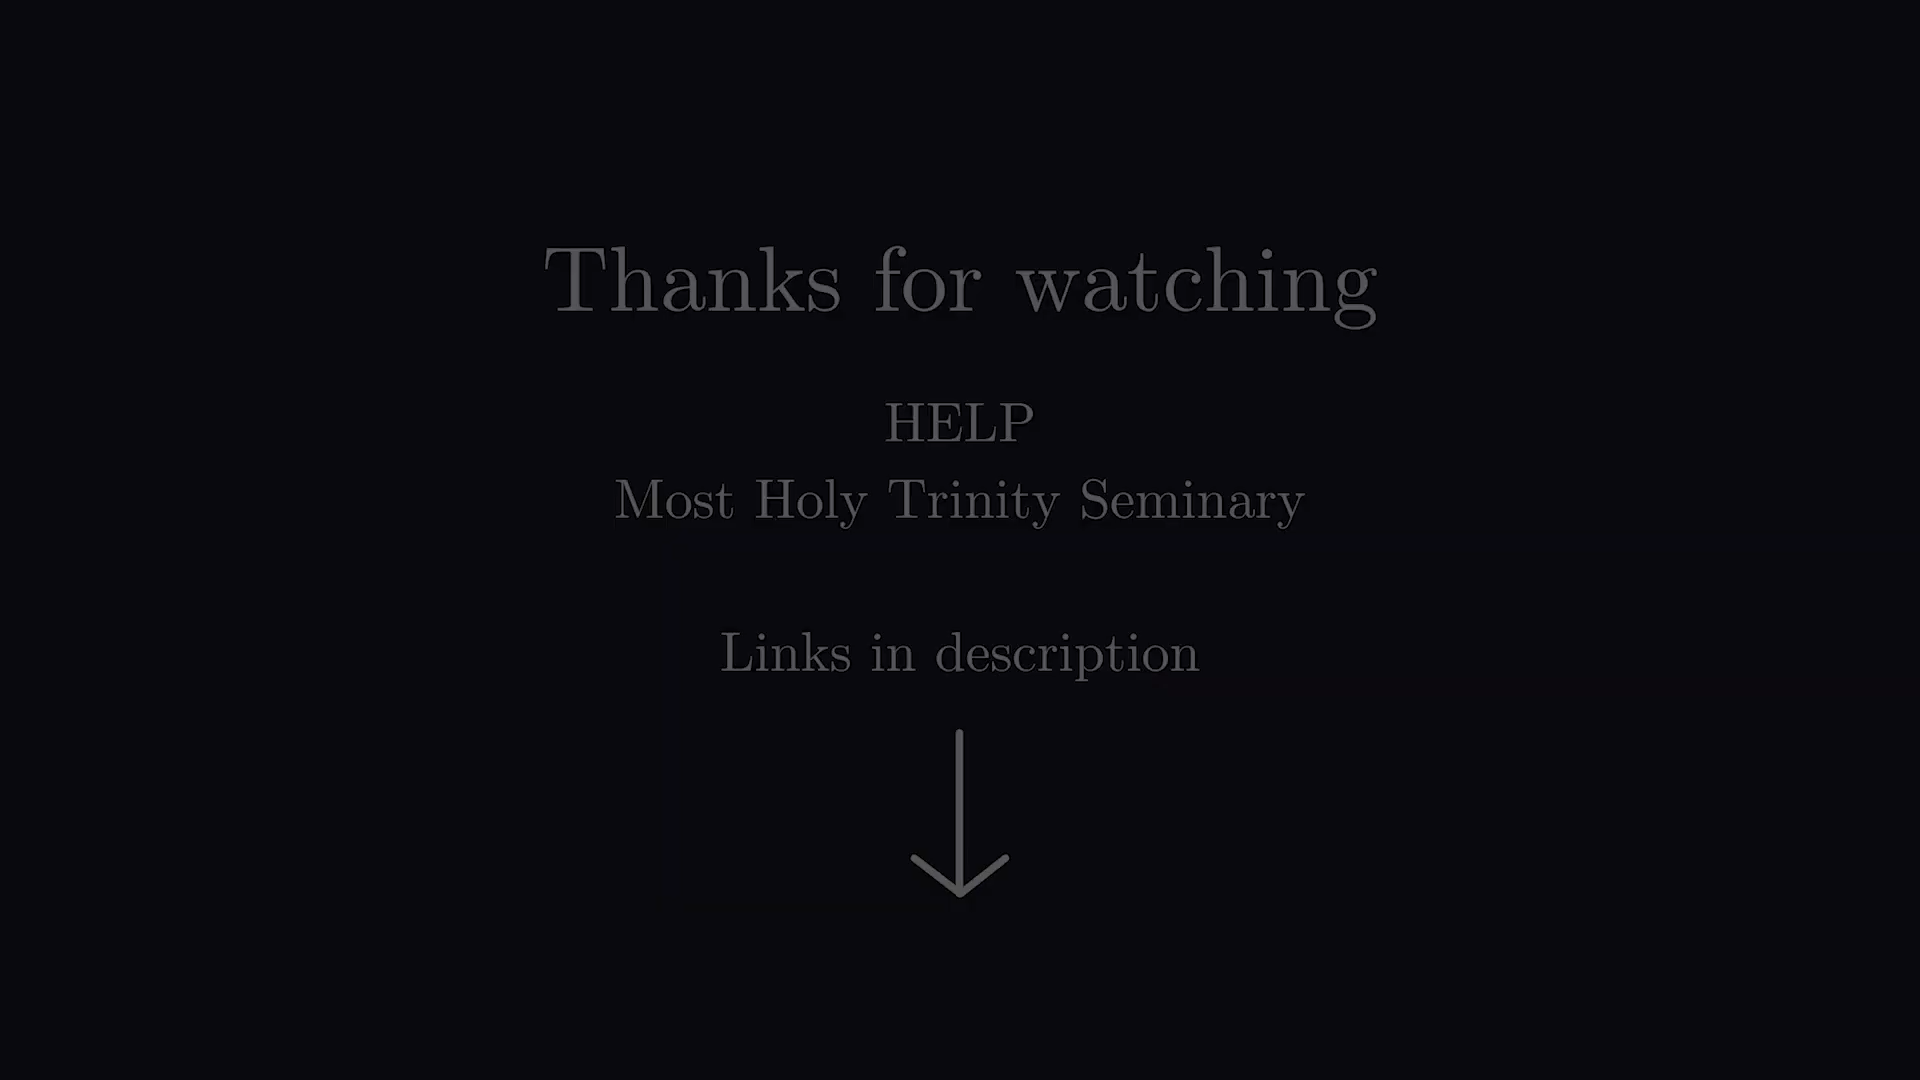 Thanks for watching
HELP
Most Holy Trinity Seminary
Links in description